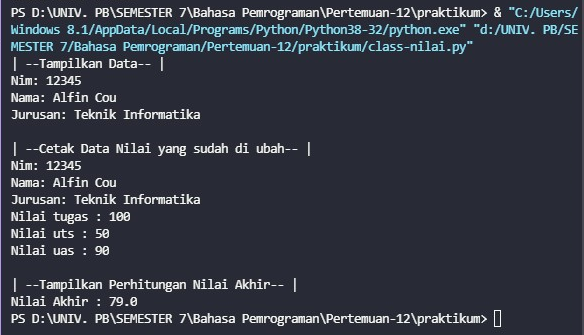 PS D:\UNIV. PB\SEMESTER 7\Bahasa Pemrograman\Pertemuan-12\praktikum> & "C:/Users/
Windows 8.1/AppData/Local/Programs/Python/Python38-32/python.exe" "d:/UNIV. PB/SE
MESTER 7/Bahasa Pemrograman/Pertemuan-12/praktikum/class-nilai.py"
| --Tampilkan Data-- |
Nim: 12345
Nama: Alfin Cou
Jurusan: Teknik Informatika

| --Cetak Data Nilai yang sudah di ubah-- |
Nim: 12345
Nama: Alfin Cou
Jurusan: Teknik Informatika
Nilai tugas : 100
Nilai uts : 50
Nilai uas : 90

| --Tampilkan Perhitungan Nilai Akhir-- |
Nilai Akhir : 79.0
PS D:\UNIV. PB\SEMESTER 7\Bahasa Pemrograman\Pertemuan-12\praktikum>